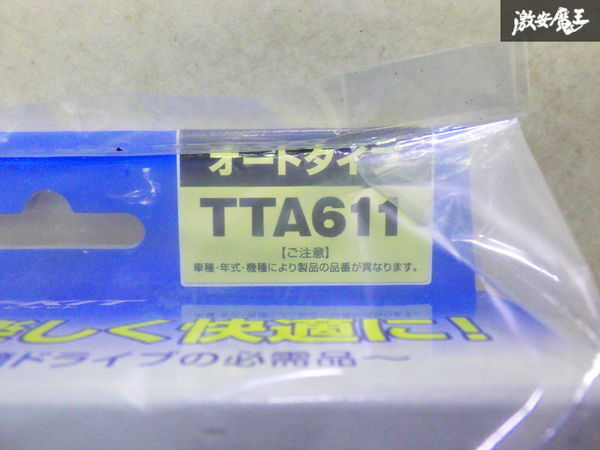 激安魔王
オートタイプ
TTA611
【ご注意】
車種・年式・機種により製品の品番が異なります。
楽しく快適に!
ドライブの必需品〜